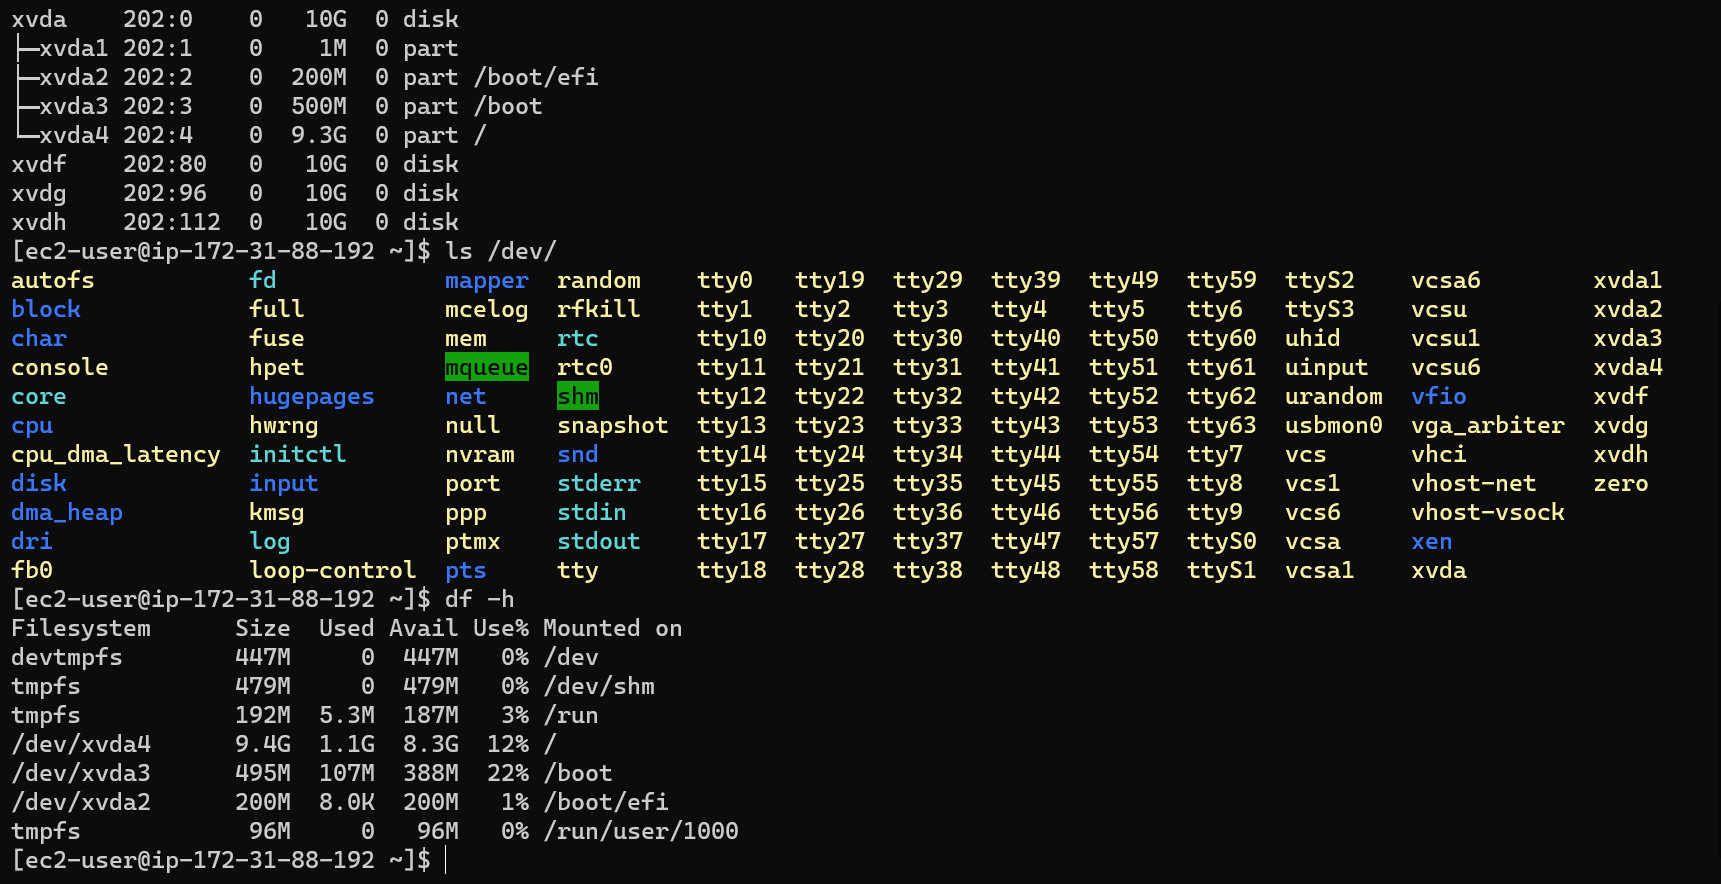 xvda    202:0    0   10G  0 disk
├─xvda1 202:1    0    1M  0 part
├─xvda2 202:2    0  200M  0 part /boot/efi
├─xvda3 202:3    0  500M  0 part /boot
└─xvda4 202:4    0  9.3G  0 part /
xvdf    202:80   0   10G  0 disk
xvdg    202:96   0   10G  0 disk
xvdh    202:112  0   10G  0 disk
[ec2-user@ip-172-31-88-192 ~]$ ls /dev/
autofs           fd            mapper  random    tty0   tty19  tty29  tty39  tty49  tty59  ttyS2    vcsa6        xvda1
block            full          mcelog  rfkill    tty1   tty2   tty3   tty4   tty5   tty6   ttyS3    vcsu         xvda2
char             fuse          mem     rtc       tty10  tty20  tty30  tty40  tty50  tty60  uhid     vcsu1        xvda3
console          hpet          mqueue  rtc0      tty11  tty21  tty31  tty41  tty51  tty61  uinput   vcsu6        xvda4
core             hugepages     net     shm       tty12  tty22  tty32  tty42  tty52  tty62  urandom  vfio         xvdf
cpu              hwrng         null    snapshot  tty13  tty23  tty33  tty43  tty53  tty63  usbmon0  vga_arbiter  xvdg
cpu_dma_latency  initctl       nvram   snd       tty14  tty24  tty34  tty44  tty54  tty7   vcs      vhci         xvdh
disk             input         port    stderr    tty15  tty25  tty35  tty45  tty55  tty8   vcs1     vhost-net    zero
dma_heap         kmsg          ppp     stdin     tty16  tty26  tty36  tty46  tty56  tty9   vcs6     vhost-vsock
dri              log           ptmx    stdout    tty17  tty27  tty37  tty47  tty57  ttyS0  vcsa     xen
fb0              loop-control  pts     tty       tty18  tty28  tty38  tty48  tty58  ttyS1  vcsa1    xvda
[ec2-user@ip-172-31-88-192 ~]$ df -h
Filesystem      Size  Used Avail Use% Mounted on
devtmpfs        447M     0  447M   0% /dev
tmpfs           479M     0  479M   0% /dev/shm
tmpfs           192M  5.3M  187M   3% /run
/dev/xvda4      9.4G  1.1G  8.3G  12% /
/dev/xvda3      495M  107M  388M  22% /boot
/dev/xvda2      200M  8.0K  200M   1% /boot/efi
tmpfs            96M     0   96M   0% /run/user/1000
[ec2-user@ip-172-31-88-192 ~]$